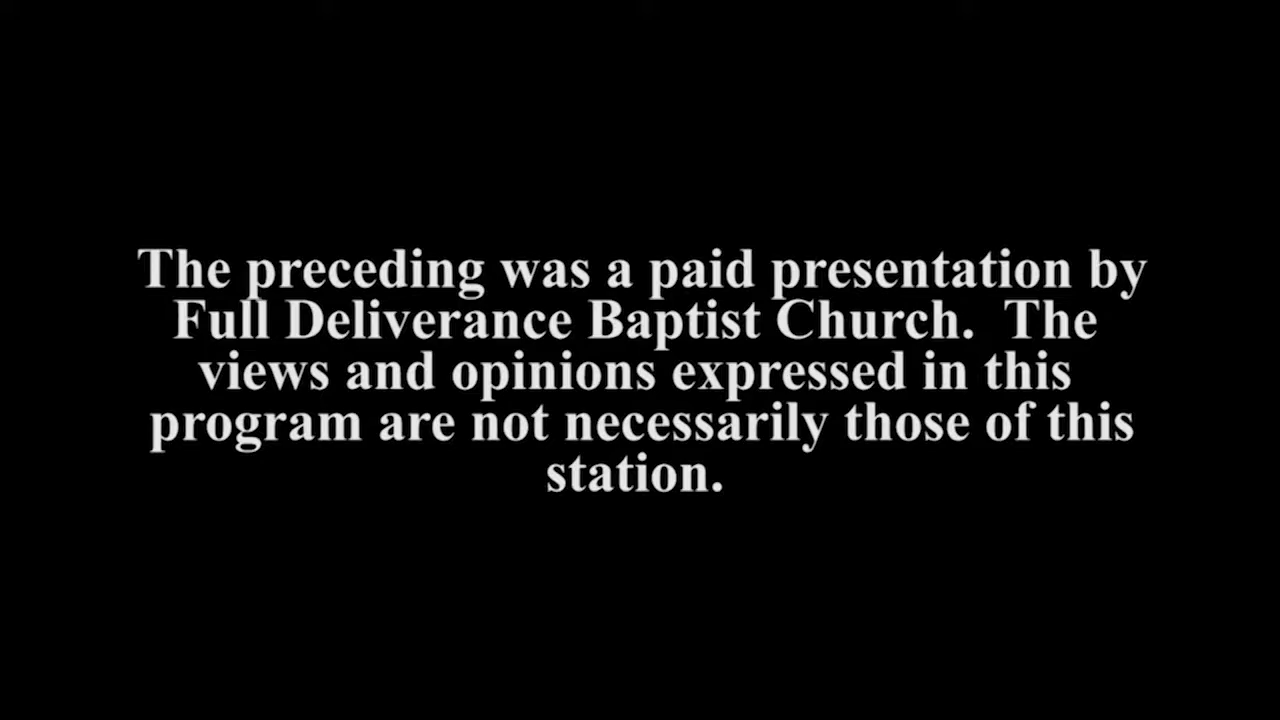 The preceding was a paid presentation by
Full Deliverance Baptist Church.  The
views and opinions expressed in this
program are not necessarily those of this
station.